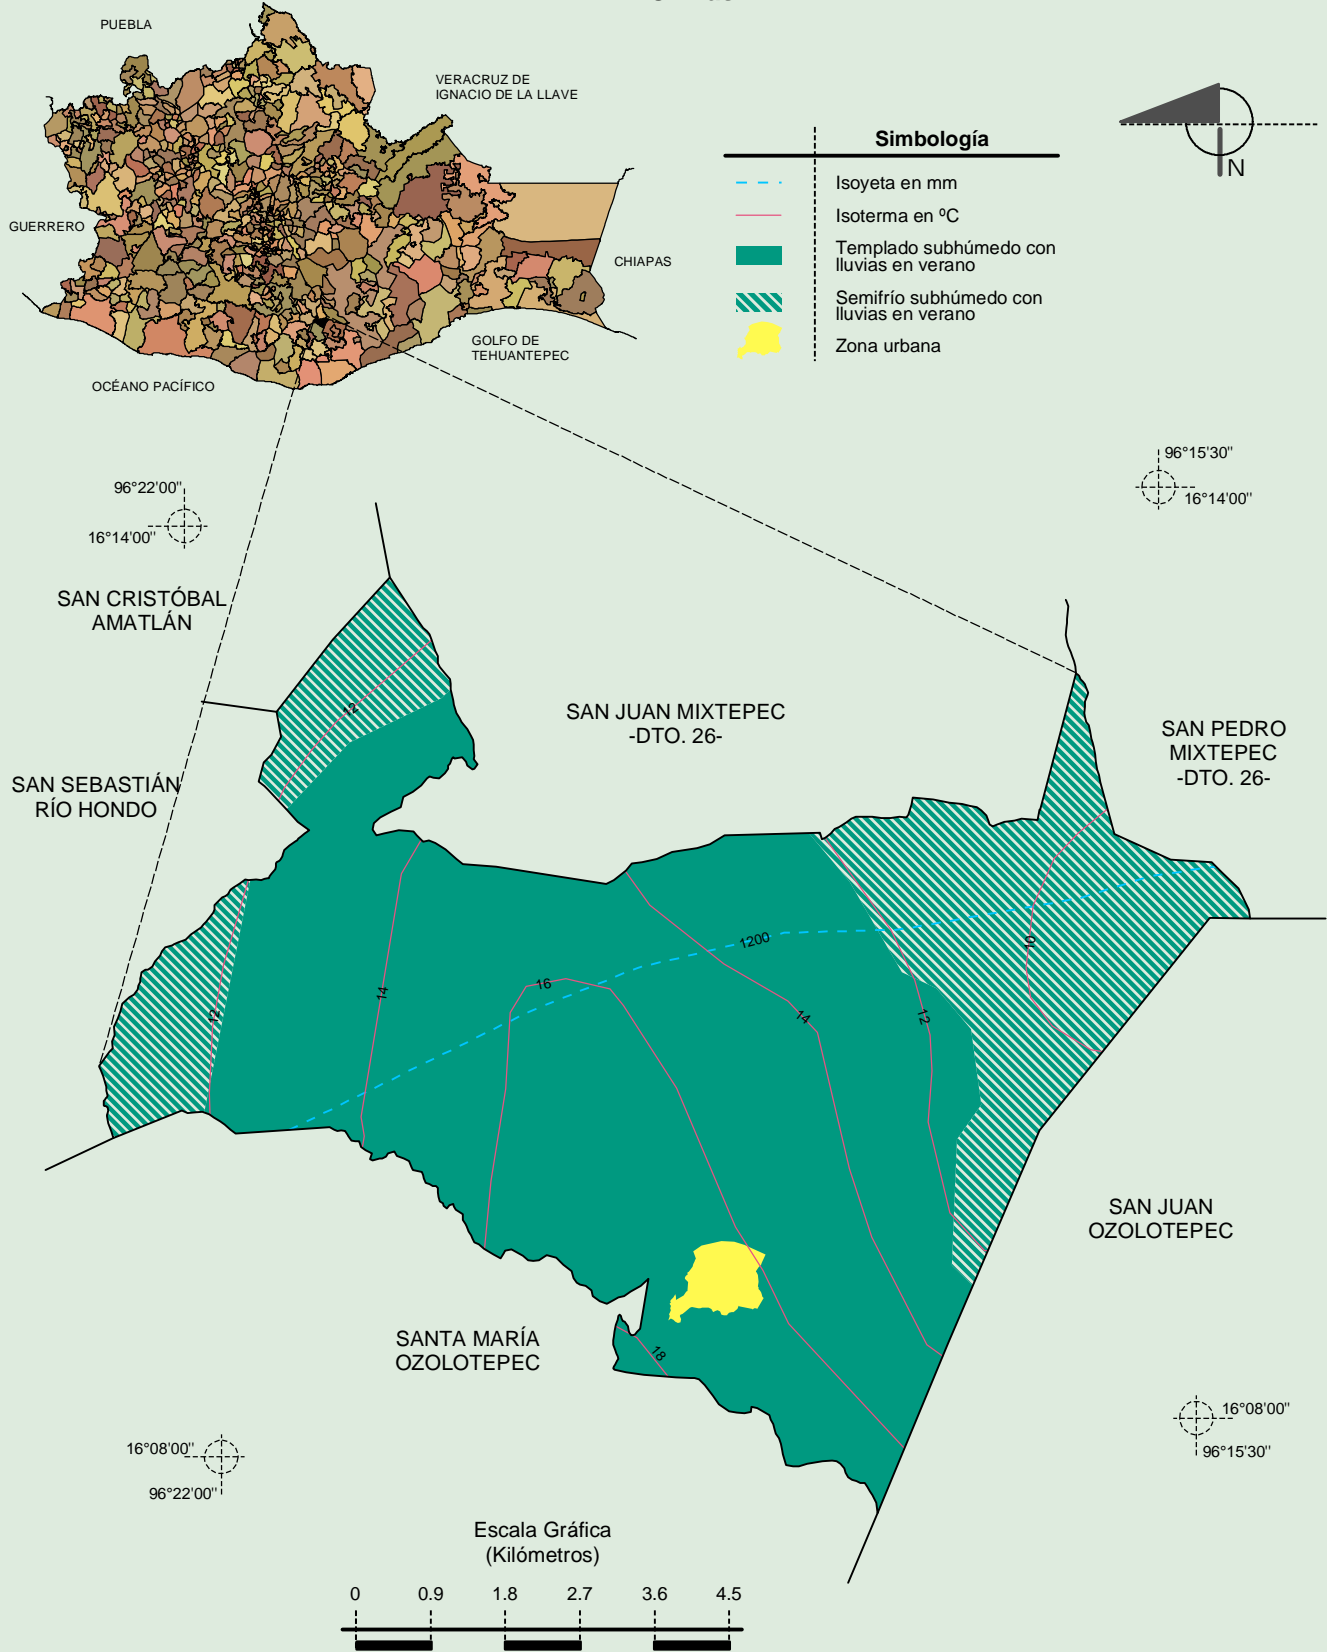 PUEBLA
VERACRUZ DE
IGNACIO DE LA LLAVE
GUERRERO
CHIAPAS
GOLFO DE
TEHUANTEPEC
OCÉANO PACÍFICO
Simbología
Isoyeta en mm
Isoterma en ºC
Templado subhúmedo con
lluvias en verano
Semifrío subhúmedo con
lluvias en verano
Zona urbana
N
96°22'00''
16°14'00''
96°15'30''
16°14'00''
SAN CRISTÓBAL
AMATLÁN
SAN JUAN MIXTEPEC
-DTO. 26-
SAN PEDRO
MIXTEPEC
-DTO. 26-
SAN SEBASTIÁN
RÍO HONDO
12
1200
10
16
14
12
14
12
SAN JUAN
OZOLOTEPEC
SANTA MARÍA
OZOLOTEPEC
18
16°08'00''
96°22'00''
16°08'00''
96°15'30''
Escala Gráfica
(Kilómetros)
0 0.9 1.8 2.7 3.6 4.5